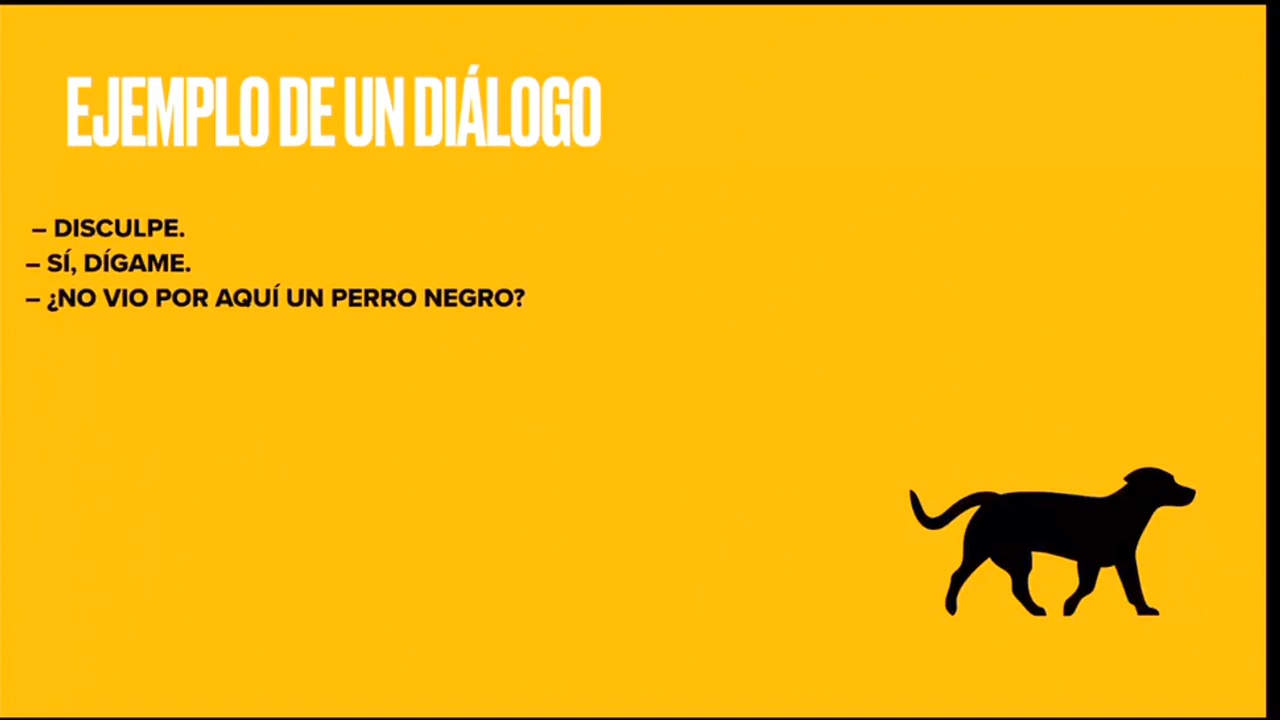 EJEMPLO DE UN DIÁLOGO
– DISCULPE.
– SÍ, DÍGAME.
– ¿NO VIO POR AQUÍ UN PERRO NEGRO?